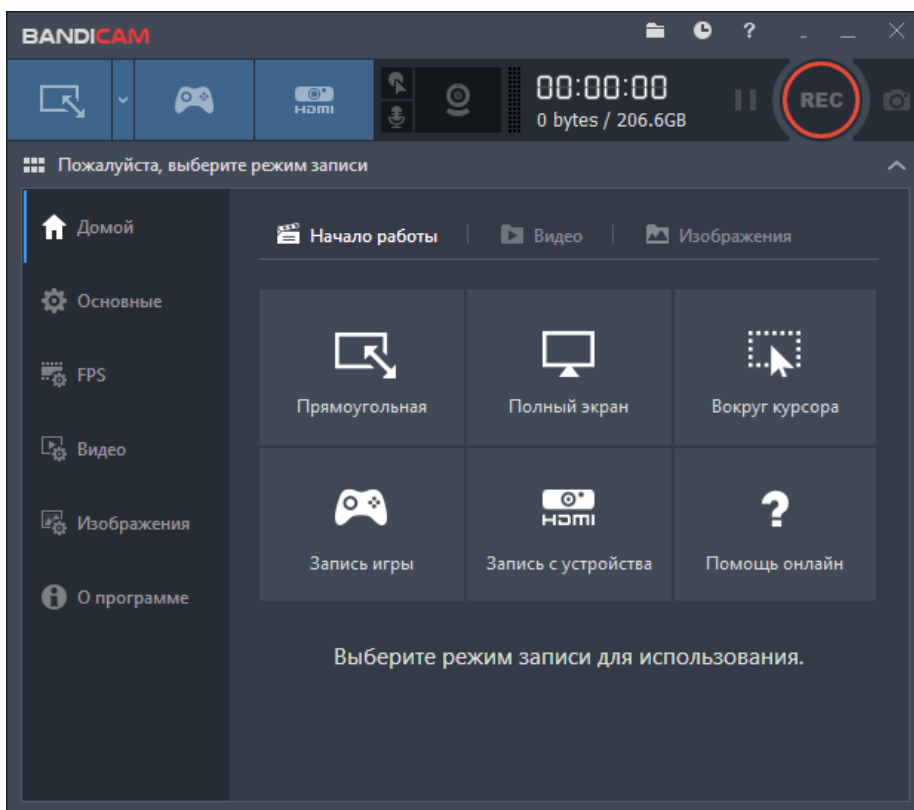 BANDICAM
?
HDMI
00:00:00
0 bytes / 206.6GB
REC
Пожалуйста, выберите режим записи
Домой
Начало работы
Видео
Изображения
Основные
FPS
Видео
Изображения
О программе
Прямоугольная
Полный экран
Вокруг курсора
HDMI
?
Запись игры
Запись с устройства
Помощь онлайн
Выберите режим записи для использования.